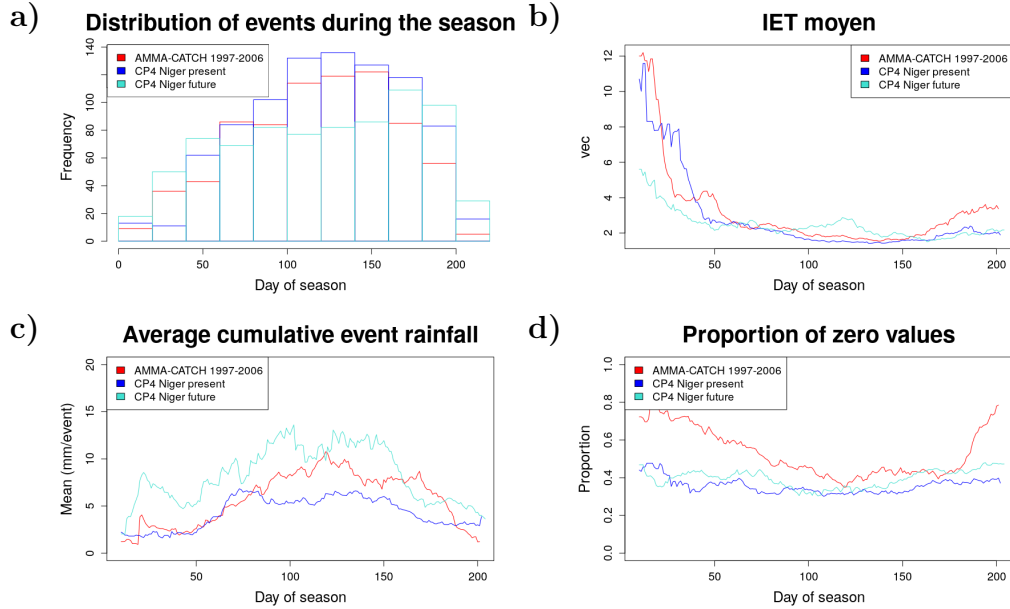 a)
Distribution of events during the season
AMMA-CATCH 1997-2006
CP4 Niger present
CP4 Niger future
Frequency
0
20
40
60
80
100
140
0
50
100
150
200
Day of season
b)
IET moyen
AMMA-CATCH 1997-2006
CP4 Niger present
CP4 Niger future
vec
2
4
6
8
10
12
50
100
150
200
Day of season
c)
Average cumulative event rainfall
AMMA-CATCH 1997-2006
CP4 Niger present
CP4 Niger future
Mean (mm/event)
0
5
10
15
20
50
100
150
200
Day of season
d)
Proportion of zero values
AMMA-CATCH 1997-2006
CP4 Niger present
CP4 Niger future
Proportion
0.0
0.2
0.4
0.6
0.8
1.0
50
100
150
200
Day of season